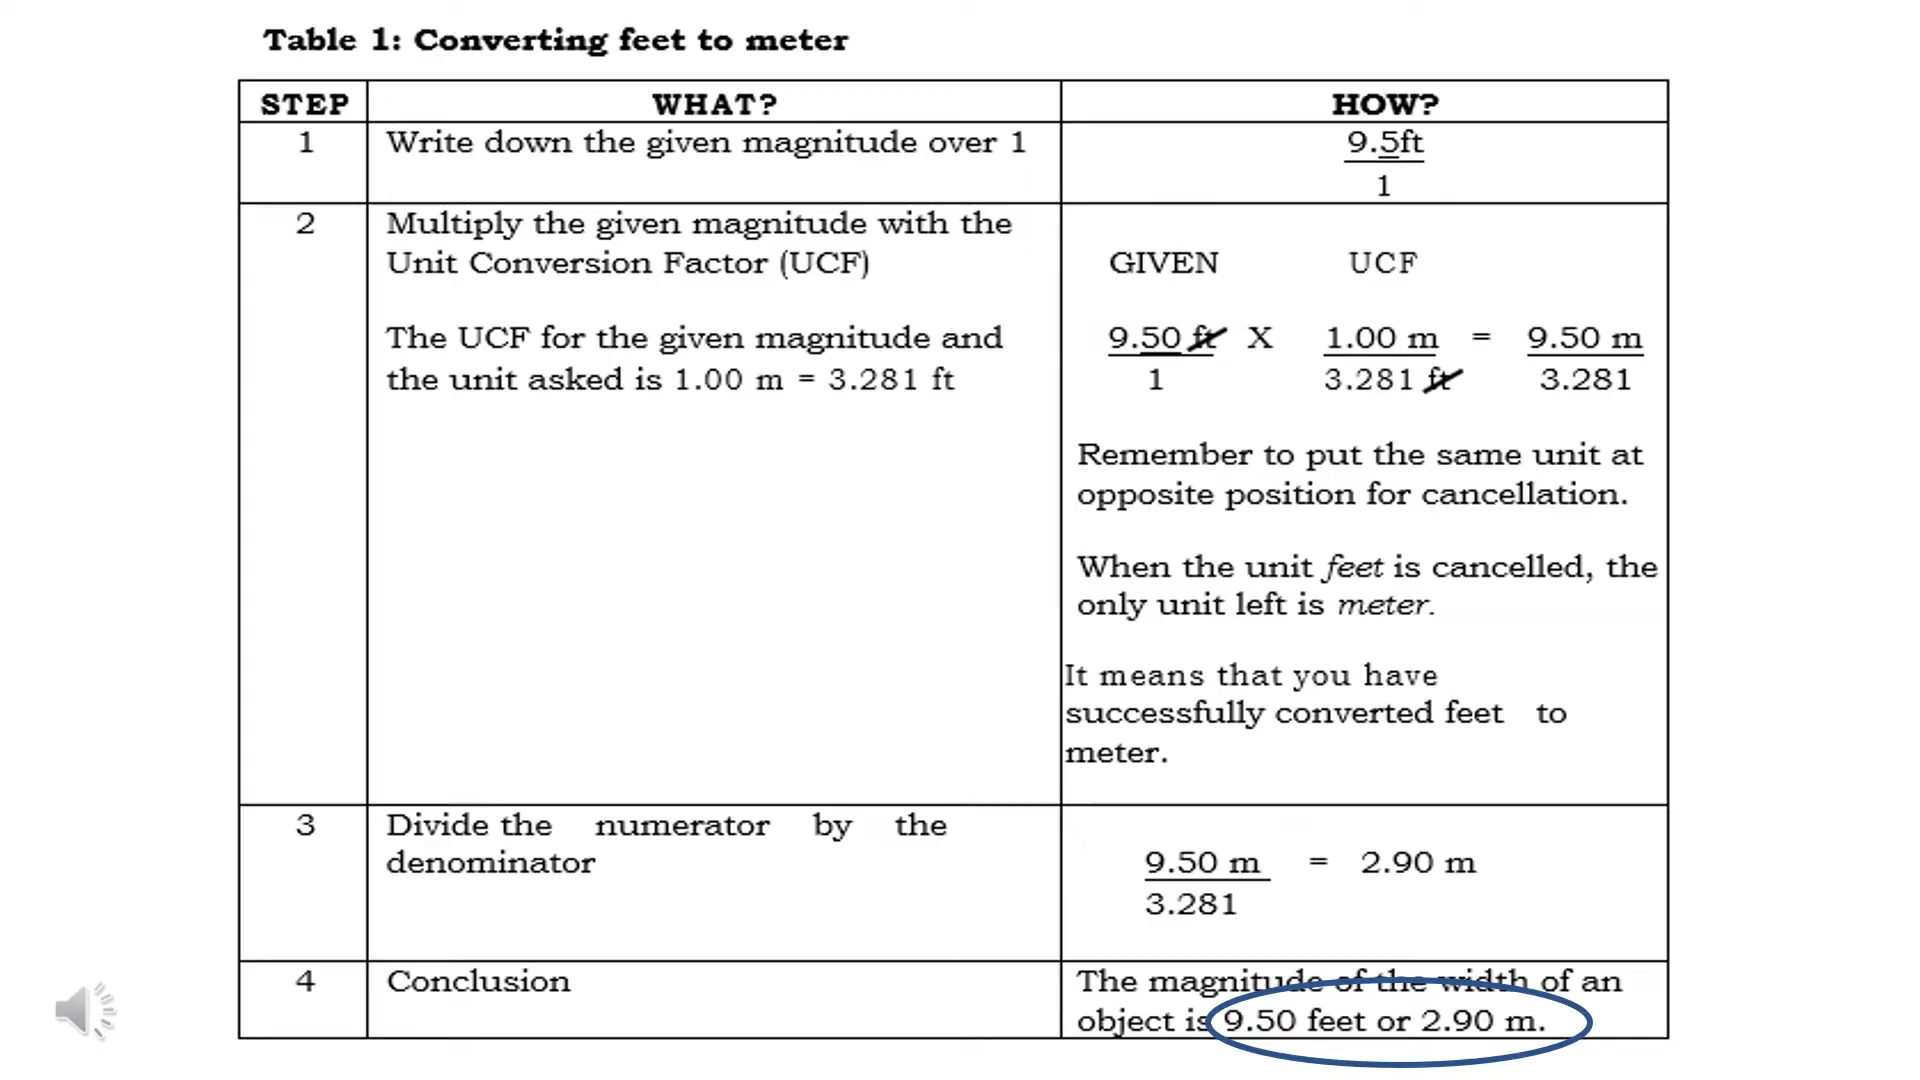 Table 1: Converting feet to meter
STEP WHAT? HOW?
1 Write down the given magnitude over 1 9.5ft
1
2 Multiply the given magnitude with the
Unit Conversion Factor (UCF) GIVEN UCF
The UCF for the given magnitude and 9.50 ft X 1.00 m = 9.50 m
the unit asked is 1.00 m = 3.281 ft 1 3.281 ft 3.281
Remember to put the same unit at
opposite position for cancellation.
When the unit feet is cancelled, the
only unit left is meter.
It means that you have
successfully converted feet to
meter.
3 Divide the numerator by the
denominator 9.50 m = 2.90 m
3.281
4 Conclusion The magnitude of the width of an
object is 9.50 feet or 2.90 m.